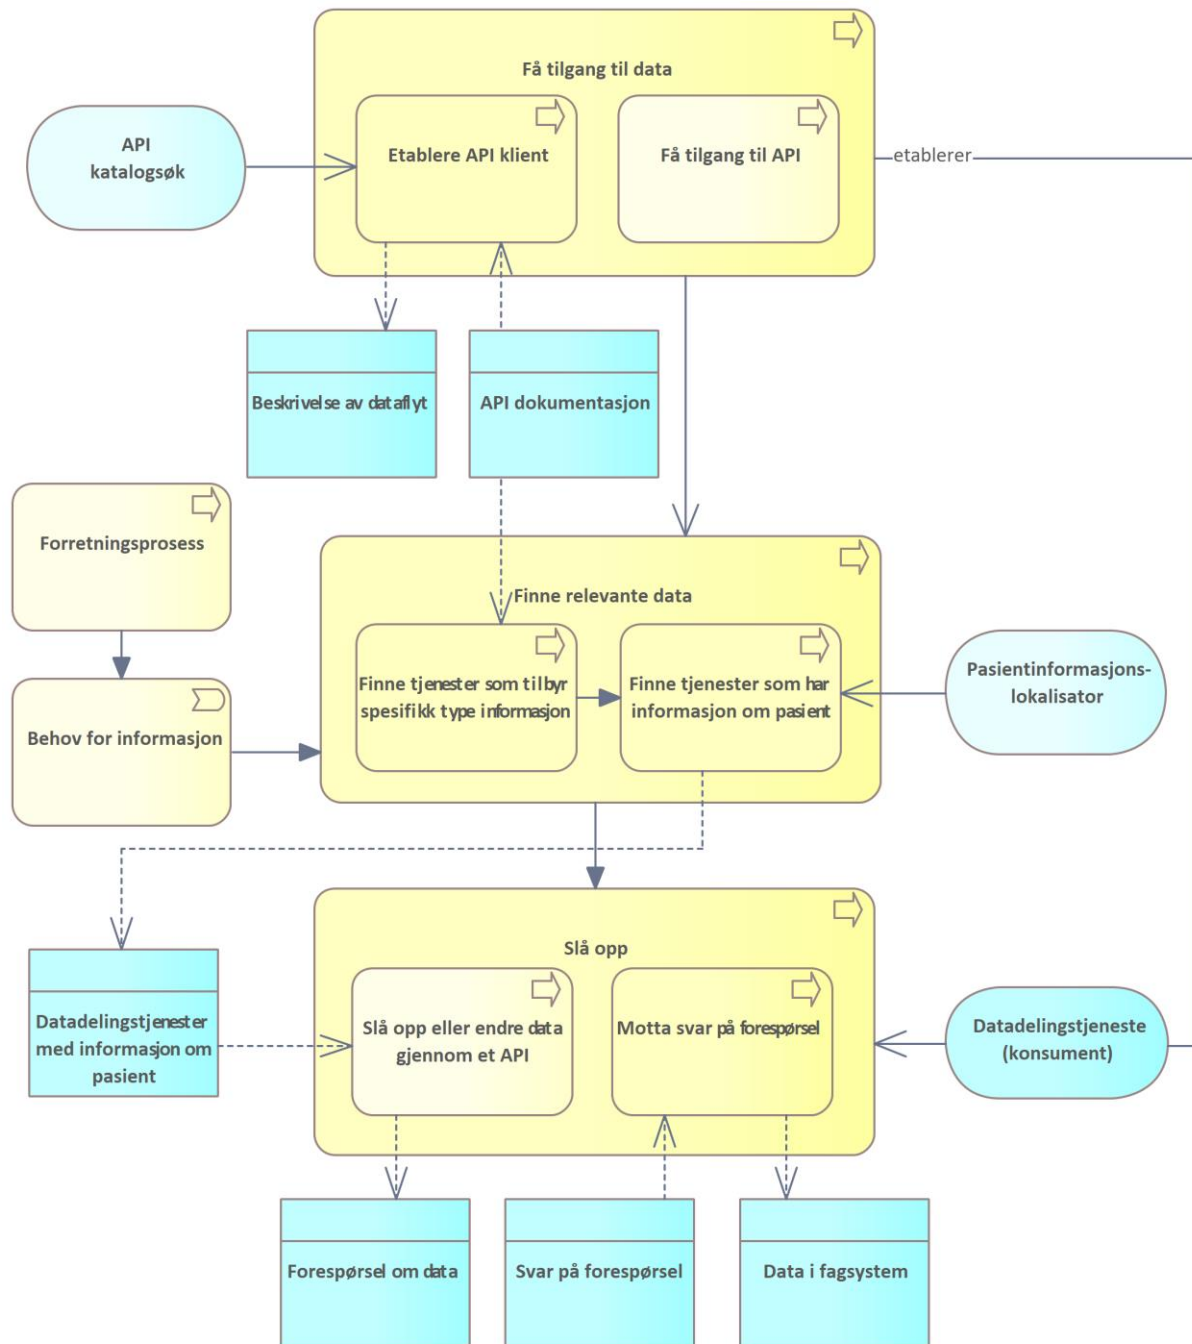 Få tilgang til data
API
katalogsøk
Etablere API klient
Få tilgang til API
etablerer
Beskrivelse av dataflyt
API dokumentasjon
Forretningsprosess
Finne relevante data
Finne tjenester som tilbyr
spesifikk type informasjon
Finne tjenester som har
informasjon om pasient
Pasientinformasjons-
lokalisator
Behov for informasjon
Slå opp
Datadelingstjenester
med informasjon om
pasient
Slå opp eller endre data
gjennom et API
Motta svar på forespørsel
Datadelingstjeneste
(konsument)
Forespørsel om data
Svar på forespørsel
Data i fagsystem